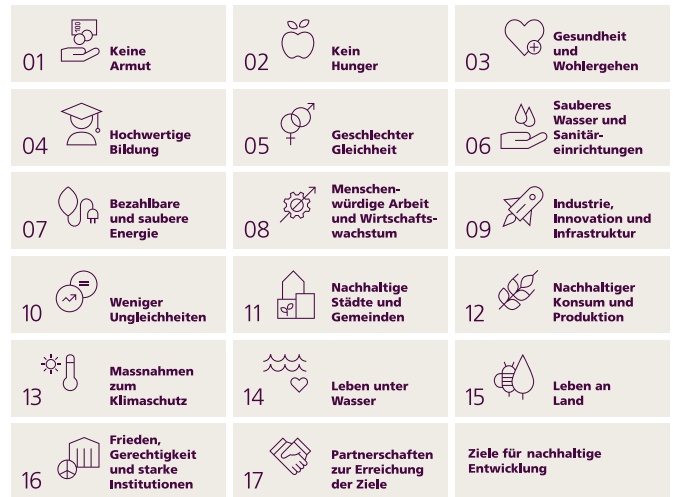 01
Keine
Armut
02
Kein
Hunger
03
Gesundheit
und
Wohlergehen
04
Hochwertige
Bildung
05
Geschlechter
Gleichheit
06
Sauberes
Wasser und
Sanitär-
einrichtungen
07
Bezahlbare
und saubere
Energie
08
Menschen-
würdige Arbeit
und Wirtschafts-
wachstum
09
Industrie,
Innovation und
Infrastruktur
10
Weniger
Ungleichheiten
11
Nachhaltige
Städte und
Gemeinden
12
Nachhaltiger
Konsum und
Produktion
13
Massnahmen
zum
Klimaschutz
14
Leben unter
Wasser
15
Leben an
Land
16
Frieden,
Gerechtigkeit
und starke
Institutionen
17
Partnerschaften
zur Erreichung
der Ziele
Ziele für nachhaltige
Entwicklung
100